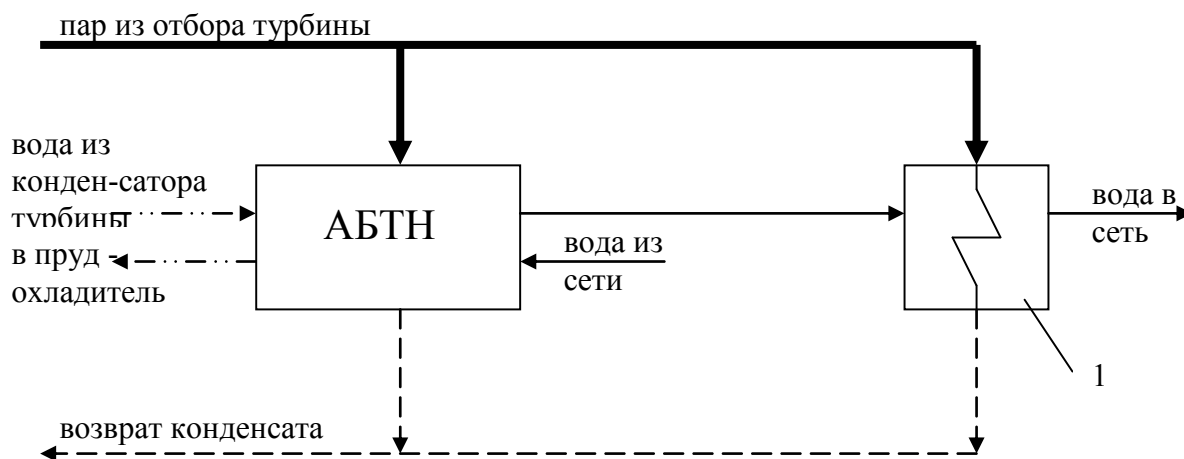 пар из отбора турбины
вода из
конден-сатора
турбины
в пруд -
охладитель
АБТН
вода из
сети
вода в
сеть
1
возврат конденсата